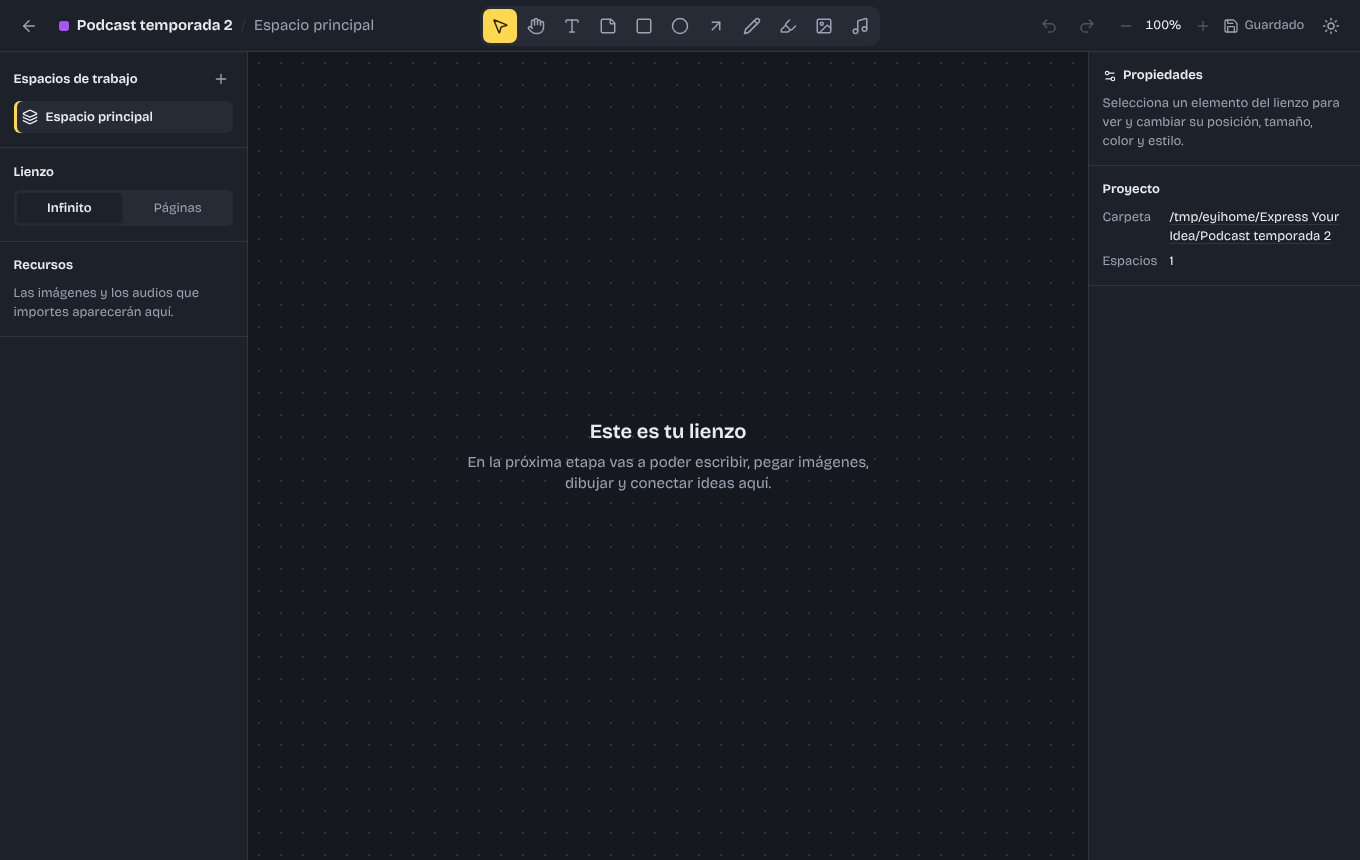 Podcast temporada 2 / Espacio principal
100%
Guardado
Espacios de trabajo
Espacio principal
Lienzo
Infinito
Páginas
Recursos
Las imágenes y los audios que
importes aparecerán aquí.
Este es tu lienzo
En la próxima etapa vas a poder escribir, pegar imágenes,
dibujar y conectar ideas aquí.
Propiedades
Selecciona un elemento del lienzo para
ver y cambiar su posición, tamaño,
color y estilo.
Proyecto
Carpeta /tmp/eyihome/Express Your
Idea/Podcast temporada 2
Espacios 1